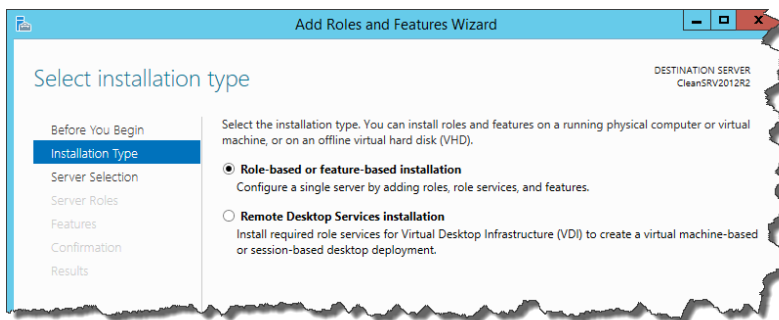 Add Roles and Features Wizard
Select installation type
DESTINATION SERVER
CleanSRV2012R2
Before You Begin
Installation Type
Server Selection
Server Roles
Features
Confirmation
Results
Select the installation type. You can install roles and features on a running physical computer or virtual
machine, or on an offline virtual hard disk (VHD).
Role-based or feature-based installation
Configure a single server by adding roles, role services, and features.
Remote Desktop Services installation
Install required role services for Virtual Desktop Infrastructure (VDI) to create a virtual machine-based
or session-based desktop deployment.